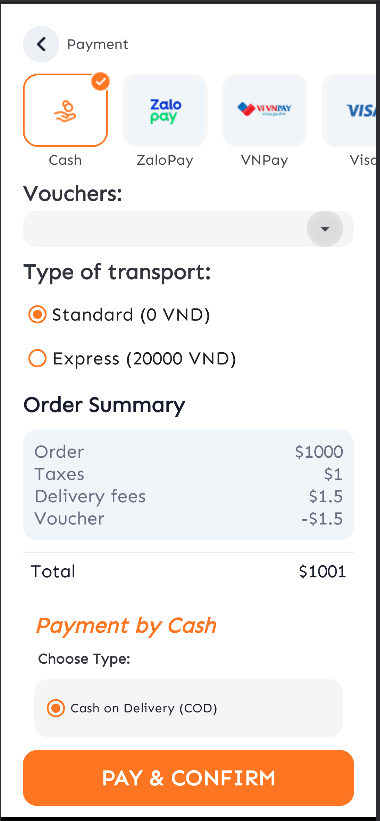 Payment
Zalo
pay
VNPAY
VISA
Cash
ZaloPay
VNPay
Visa
Vouchers:
Type of transport:
Standard (0 VND)
Express (20000 VND)
Order Summary
Order $1000
Taxes $1
Delivery fees $1.5
Voucher -$1.5
Total $1001
Payment by Cash
Choose Type:
Cash on Delivery (COD)
PAY & CONFIRM